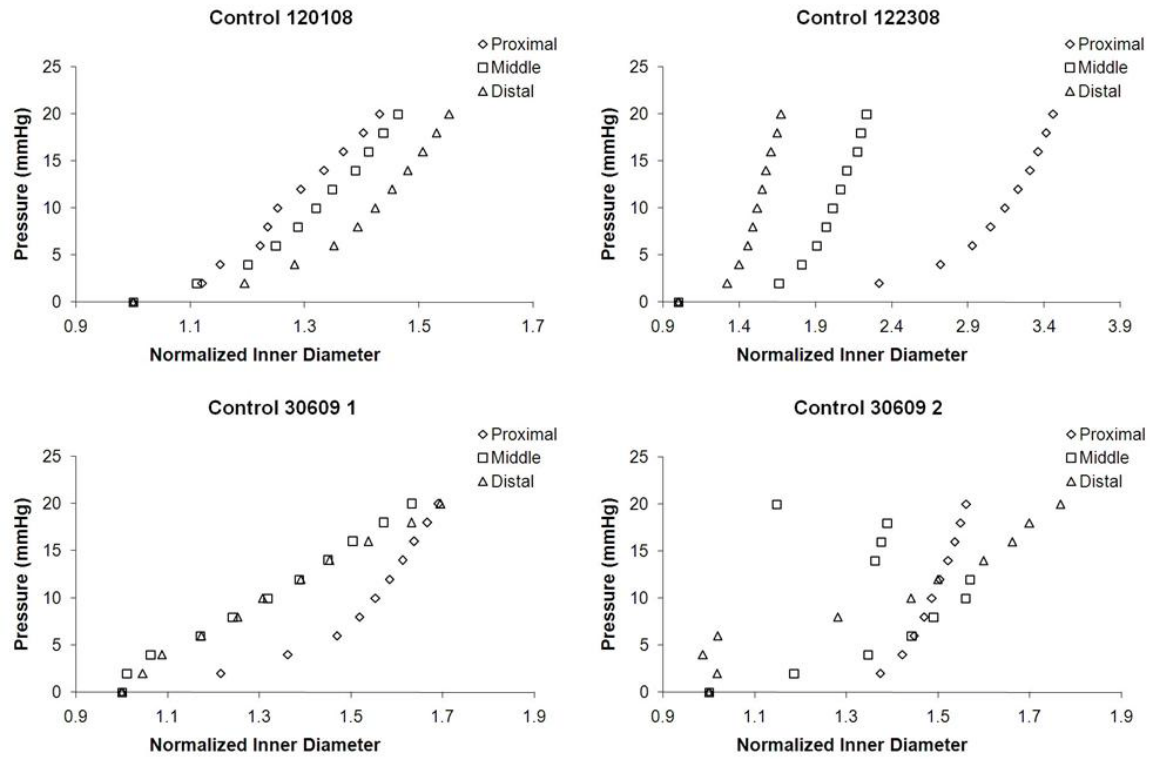 Control 120108
Proximal
Middle
Distal
25
20
15
10
5
0
Pressure (mmHg)
0.9 1.1 1.3 1.5 1.7
Normalized Inner Diameter
Control 122308
Proximal
Middle
Distal
25
20
15
10
5
0
Pressure (mmHg)
0.9 1.4 1.9 2.4 2.9 3.4 3.9
Normalized Inner Diameter
Control 30609 1
Proximal
Middle
Distal
25
20
15
10
5
0
Pressure (mmHg)
0.9 1.1 1.3 1.5 1.7 1.9
Normalized Inner Diameter
Control 30609 2
Proximal
Middle
Distal
25
20
15
10
5
0
Pressure (mmHg)
0.9 1.1 1.3 1.5 1.7 1.9
Normalized Inner Diameter